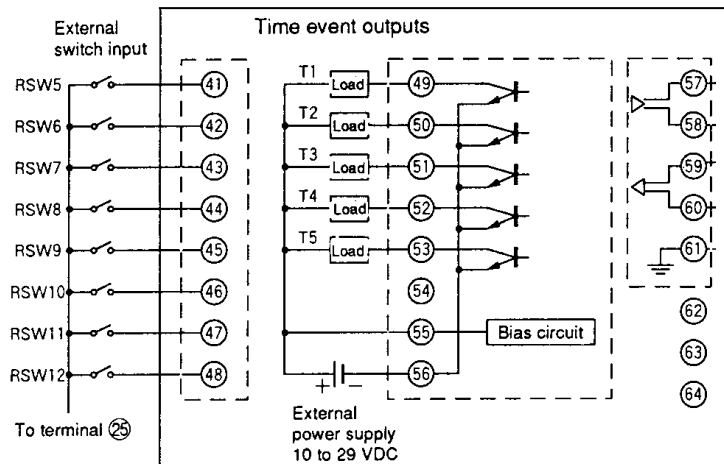 External
switch input
Time event outputs
RSW5 41 T1 Load 49 57
RSW6 42 T2 Load 50 58
RSW7 43 T3 Load 51 59
RSW8 44 T4 Load 52 60
RSW9 45 T5 Load 53 61
RSW10 46 54 62
RSW11 47 55 Bias circuit 63
RSW12 48 + − 56 64
To terminal 25
External
power supply
10 to 29 VDC